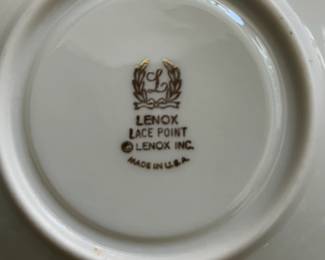 L
LENOX
LACE POINT
© LENOX INC.
MADE IN U.S.A.